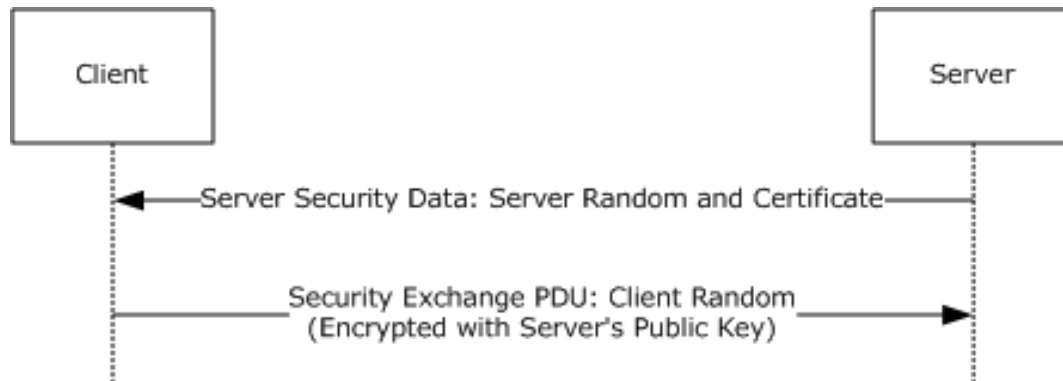 Client
Server
Server Security Data: Server Random and Certificate
Security Exchange PDU: Client Random
(Encrypted with Server's Public Key)